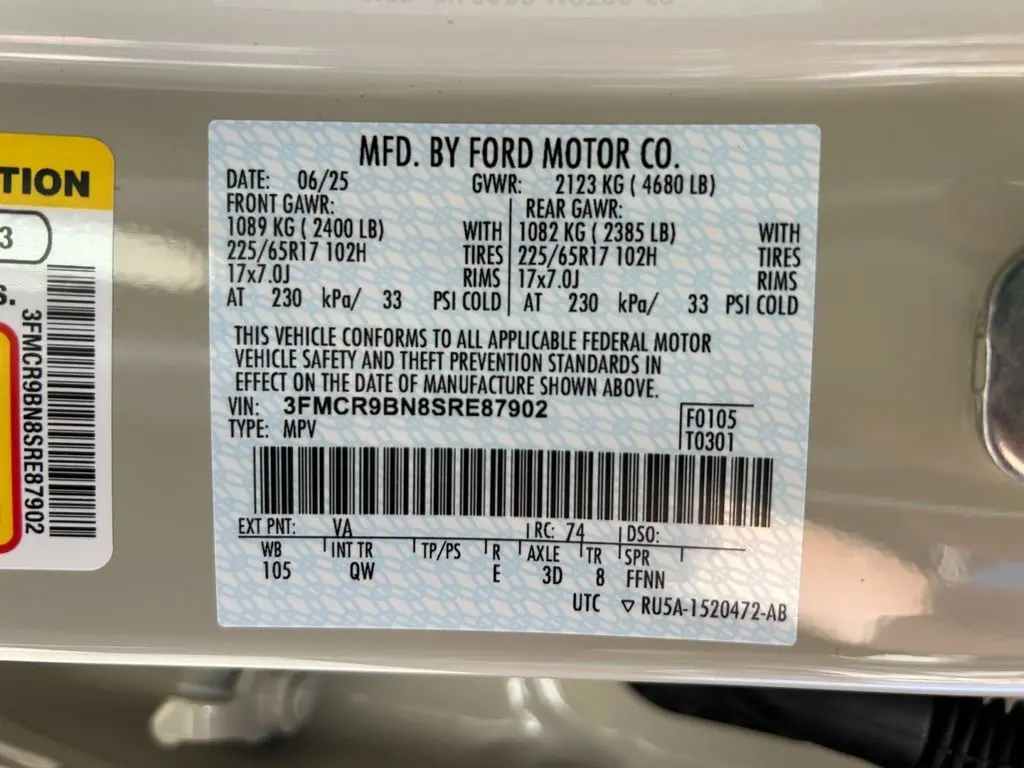 MFD. BY FORD MOTOR CO.
DATE: 06/25 GVWR: 2123 KG ( 4680 LB)
FRONT GAWR: REAR GAWR:
1089 KG ( 2400 LB) WITH 1082 KG ( 2385 LB) WITH
225/65R17 102H TIRES 225/65R17 102H TIRES
17x7.0J RIMS 17x7.0J RIMS
AT 230 kPa/ 33 PSI COLD AT 230 kPa/ 33 PSI COLD
THIS VEHICLE CONFORMS TO ALL APPLICABLE FEDERAL MOTOR
VEHICLE SAFETY AND THEFT PREVENTION STANDARDS IN
EFFECT ON THE DATE OF MANUFACTURE SHOWN ABOVE.
VIN: 3FMCR9BN8SRE87902
F0105
TYPE: MPV
T0301
EXT PNT: VA RC: 74 DSO:
WB INT TR TP/PS R AXLE TR SPR
105 QW E 3D 8 FFNN
UTC ▽ RU5A-1520472-AB
TION
3
S.
3FMCR9BN8SRE87902